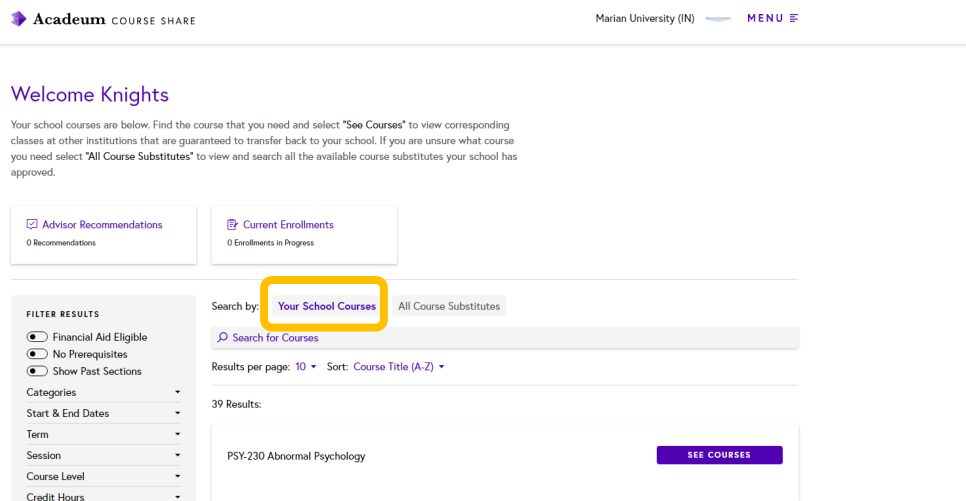 Acadeum COURSE SHARE
Marian University (IN)
MENU
Welcome Knights
Your school courses are below. Find the course that you need and select "See Courses" to view corresponding
classes at other institutions that are guaranteed to transfer back to your school. If you are unsure what course
you need select "All Course Substitutes" to view and search all the available course substitutes your school has
approved.
Advisor Recommendations
0 Recommendations
Current Enrollments
0 Enrollments in Progress
FILTER RESULTS
Financial Aid Eligible
No Prerequisites
Show Past Sections
Categories
Start & End Dates
Term
Session
Course Level
Credit Hours
Search by: Your School Courses All Course Substitutes
Search for Courses
Results per page: 10 Sort: Course Title (A-Z)
39 Results:
PSY-230 Abnormal Psychology
SEE COURSES